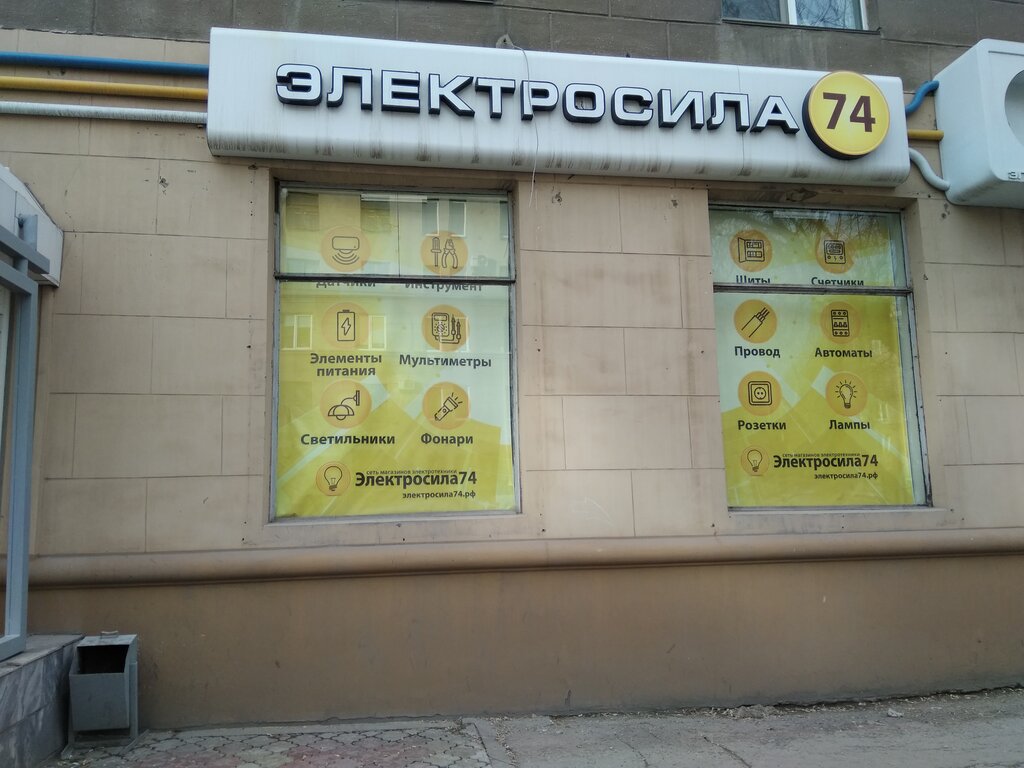 ЭЛЕКТРОСИЛА 74
Датчики
Инструмент
Элементы
питания
Мультиметры
Светильники
Фонари
сеть магазинов электротехники
Электросила74
электросила74.рф
Щиты
Счетчики
Провод
Автоматы
Розетки
Лампы
сеть магазинов электротехники
Электросила74
электросила74.рф